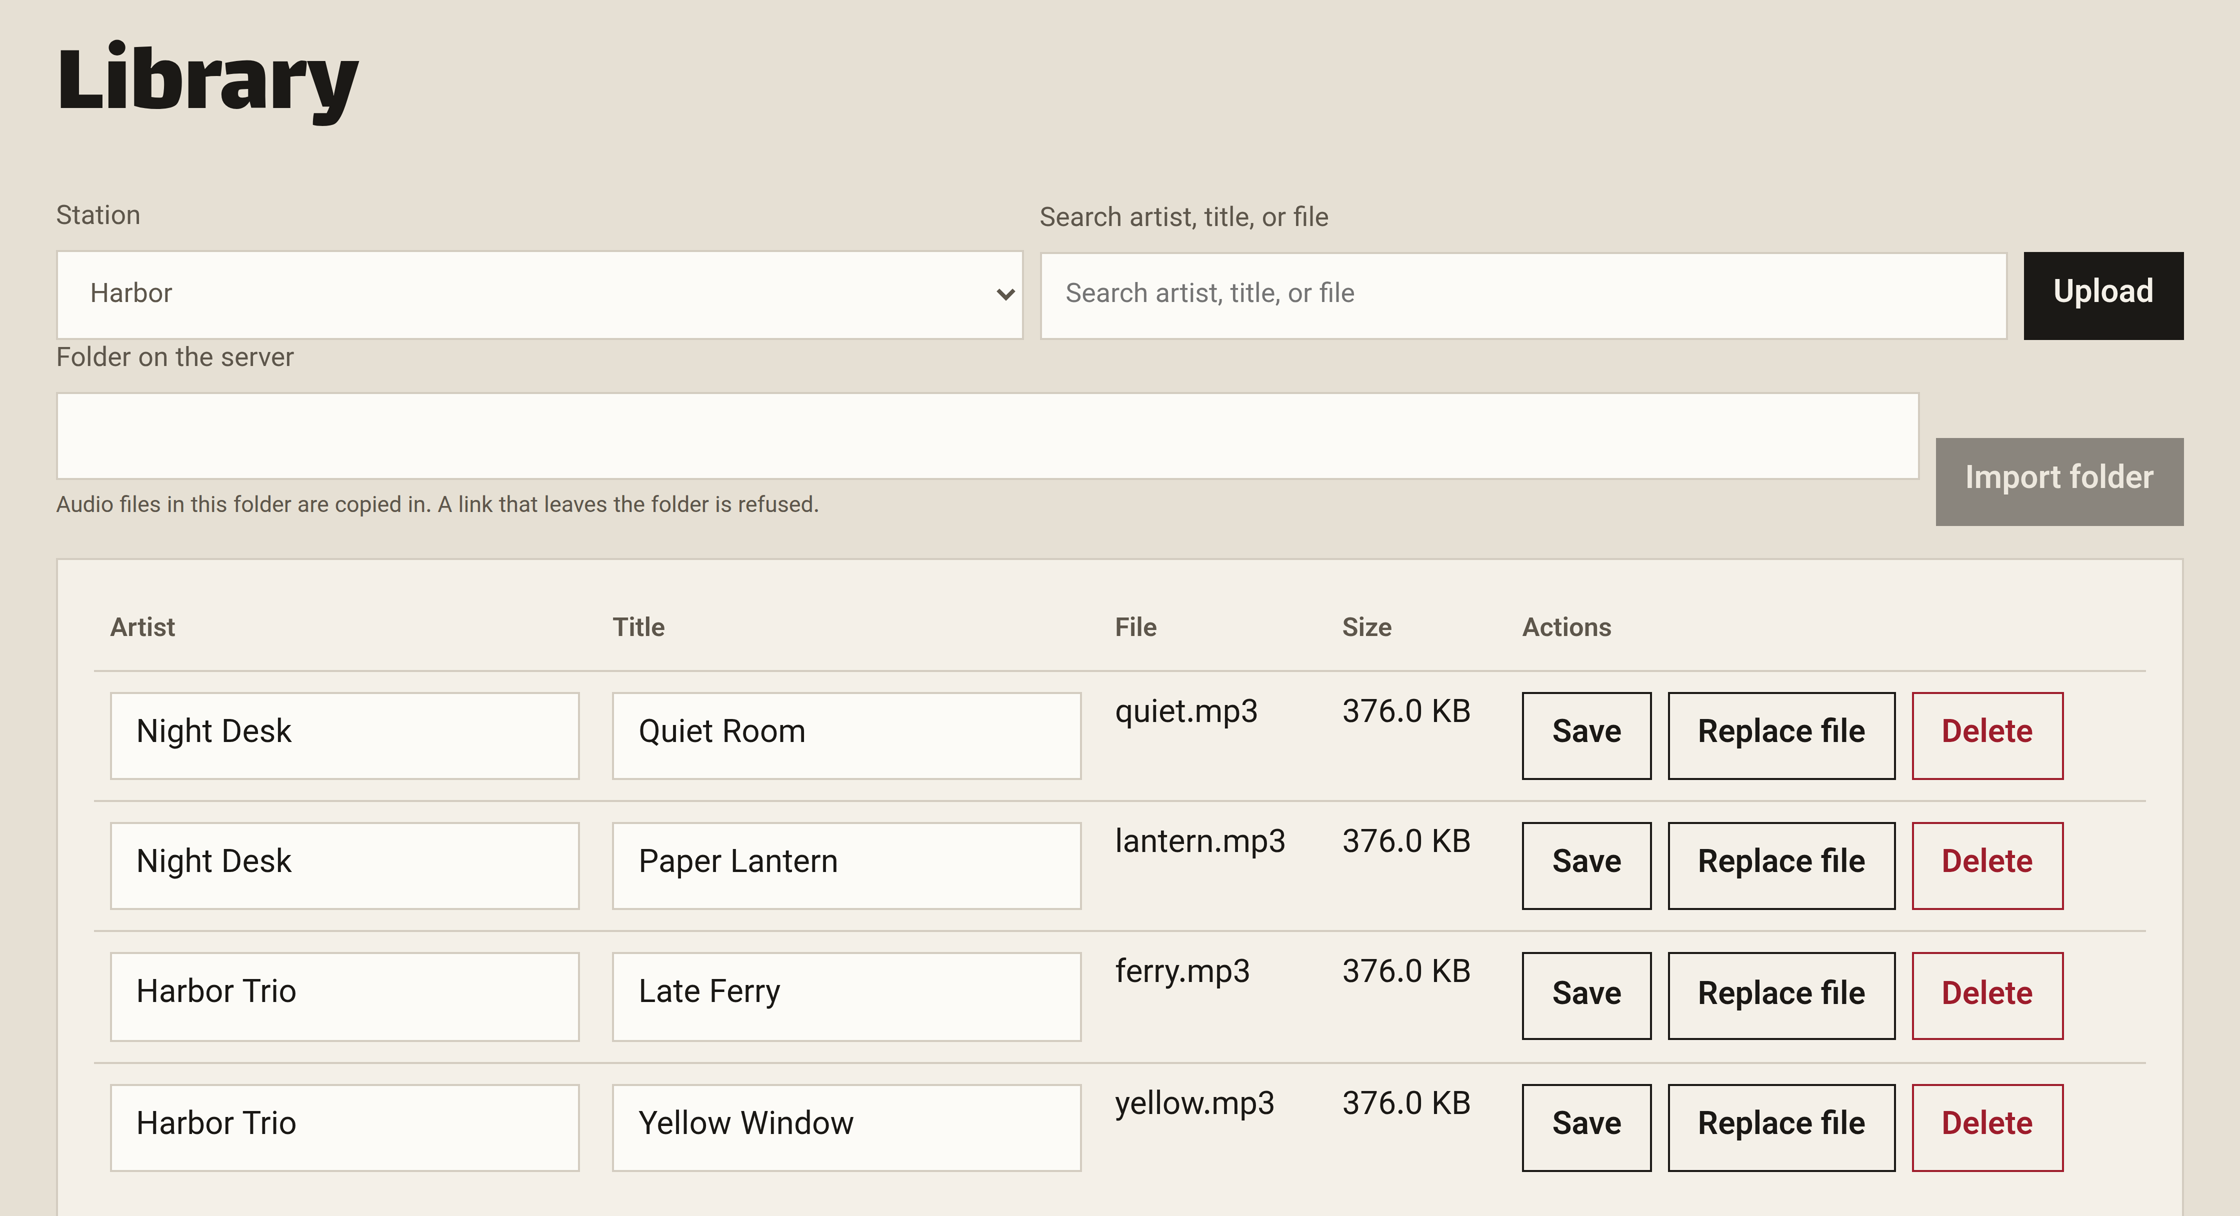 Library
Station
Search artist, title, or file
Harbor
Search artist, title, or file
Upload
Folder on the server
Import folder
Audio files in this folder are copied in. A link that leaves the folder is refused.
Artist Title File Size Actions
Night Desk Quiet Room quiet.mp3 376.0 KB Save Replace file Delete
Night Desk Paper Lantern lantern.mp3 376.0 KB Save Replace file Delete
Harbor Trio Late Ferry ferry.mp3 376.0 KB Save Replace file Delete
Harbor Trio Yellow Window yellow.mp3 376.0 KB Save Replace file Delete